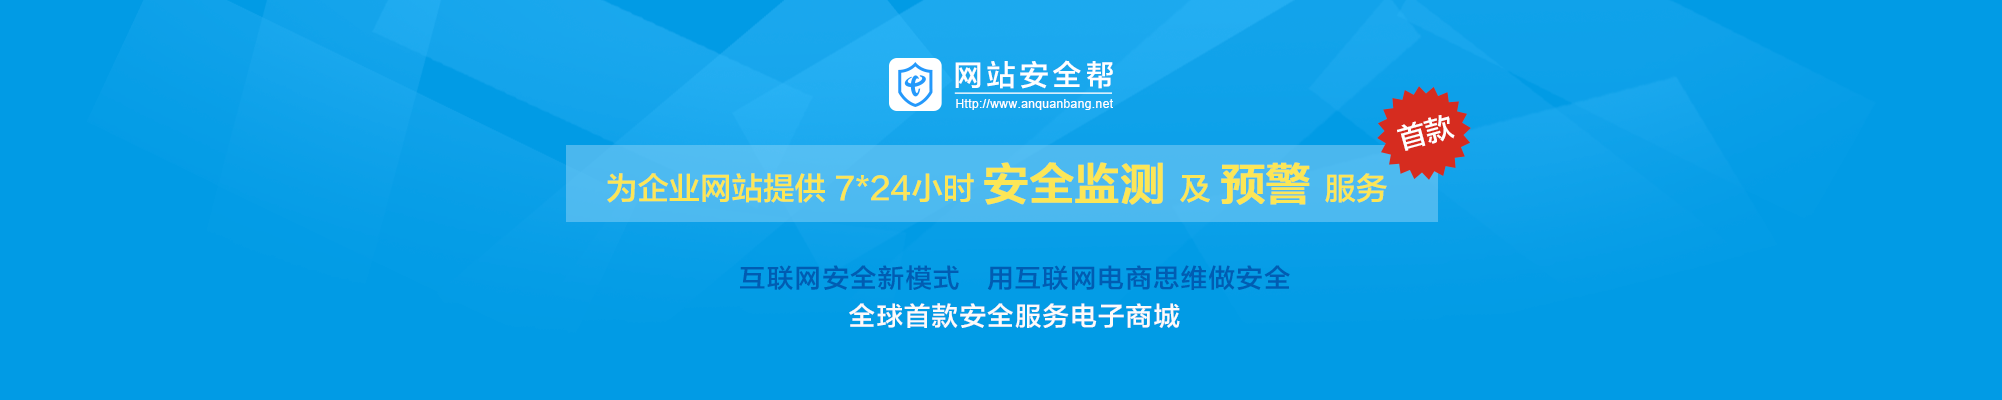 网站安全帮
Http://www.anquanbang.net
首款
为企业网站提供 7*24小时 安全监测 及 预警 服务
互联网安全新模式 用互联网电商思维做安全
全球首款安全服务电子商城